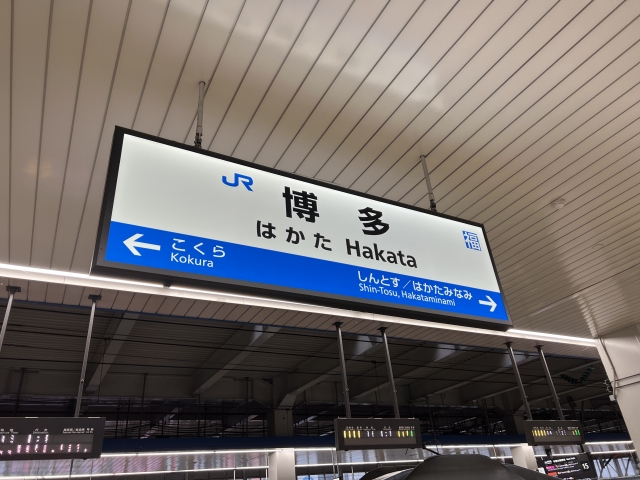 JR
博多
はかた Hakata
福
← こくら
Kokura
しんとす／はかたみなみ →
Shin-Tosu, Hakataminami
15